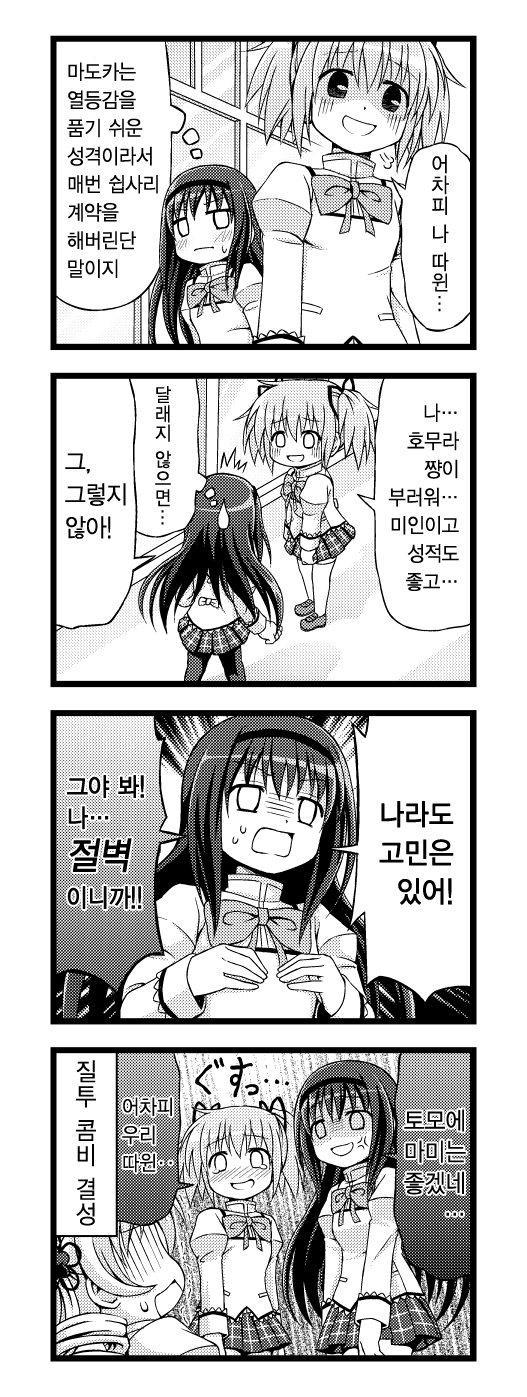 어차피 나 따윈…
마도카는
열등감을
품기 쉬운
성격이라서
매번 쉽사리
계약을
해버린단
말이지
나…
호무라
쨩이
부러워…
미인이고
성적도
좋고…
달래지 않으면…
그,
그렇지
않아!
나라도
고민은
있어!
그야 봐!
나…
절벽
이니까!!
토모에
마미는
좋겠네
…
ぐすっ…
어차피
우리
따윈…
질투 콤비 결성